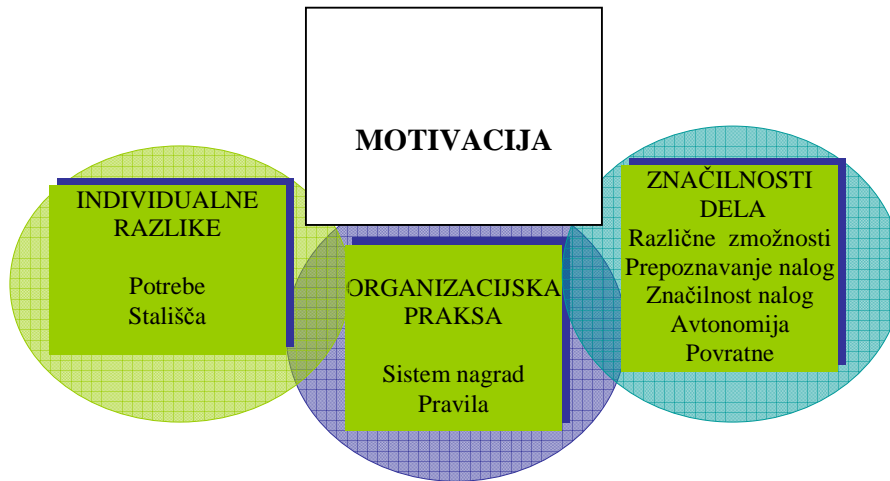 MOTIVACIJA
INDIVIDUALNE
RAZLIKE
Potrebe
Stališča
ORGANIZACIJSKA
PRAKSA
Sistem nagrad
Pravila
ZNAČILNOSTI
DELA
Različne zmožnosti
Prepoznavanje nalog
Značilnost nalog
Avtonomija
Povratne